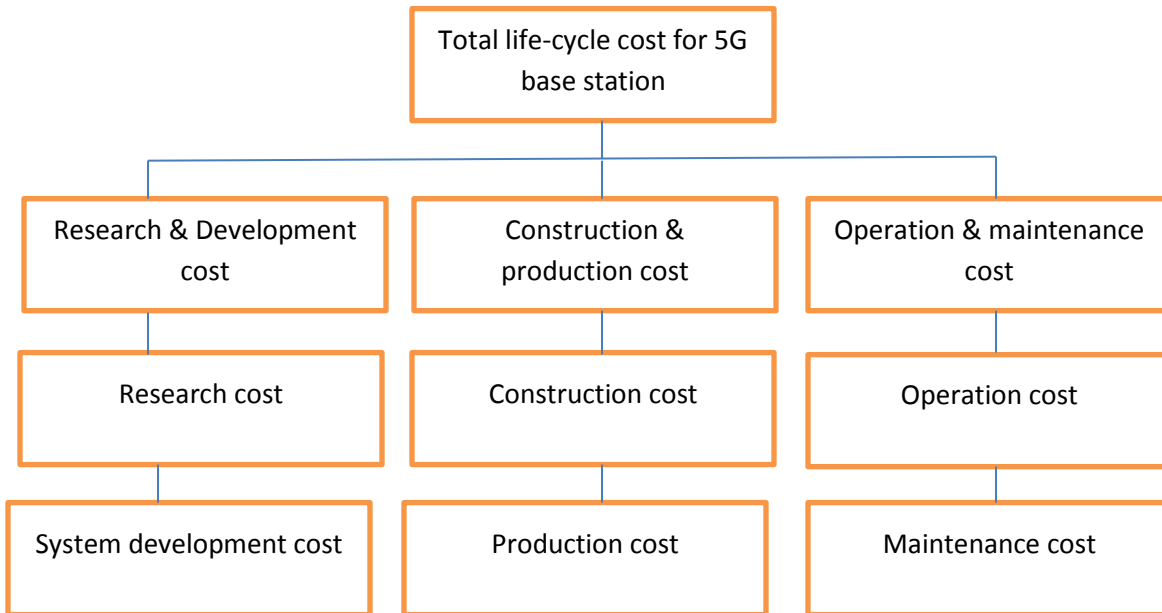 Total life-cycle cost for 5G
base station
Research & Development
cost
Construction &
production cost
Operation & maintenance
cost
Research cost
Construction cost
Operation cost
System development cost
Production cost
Maintenance cost